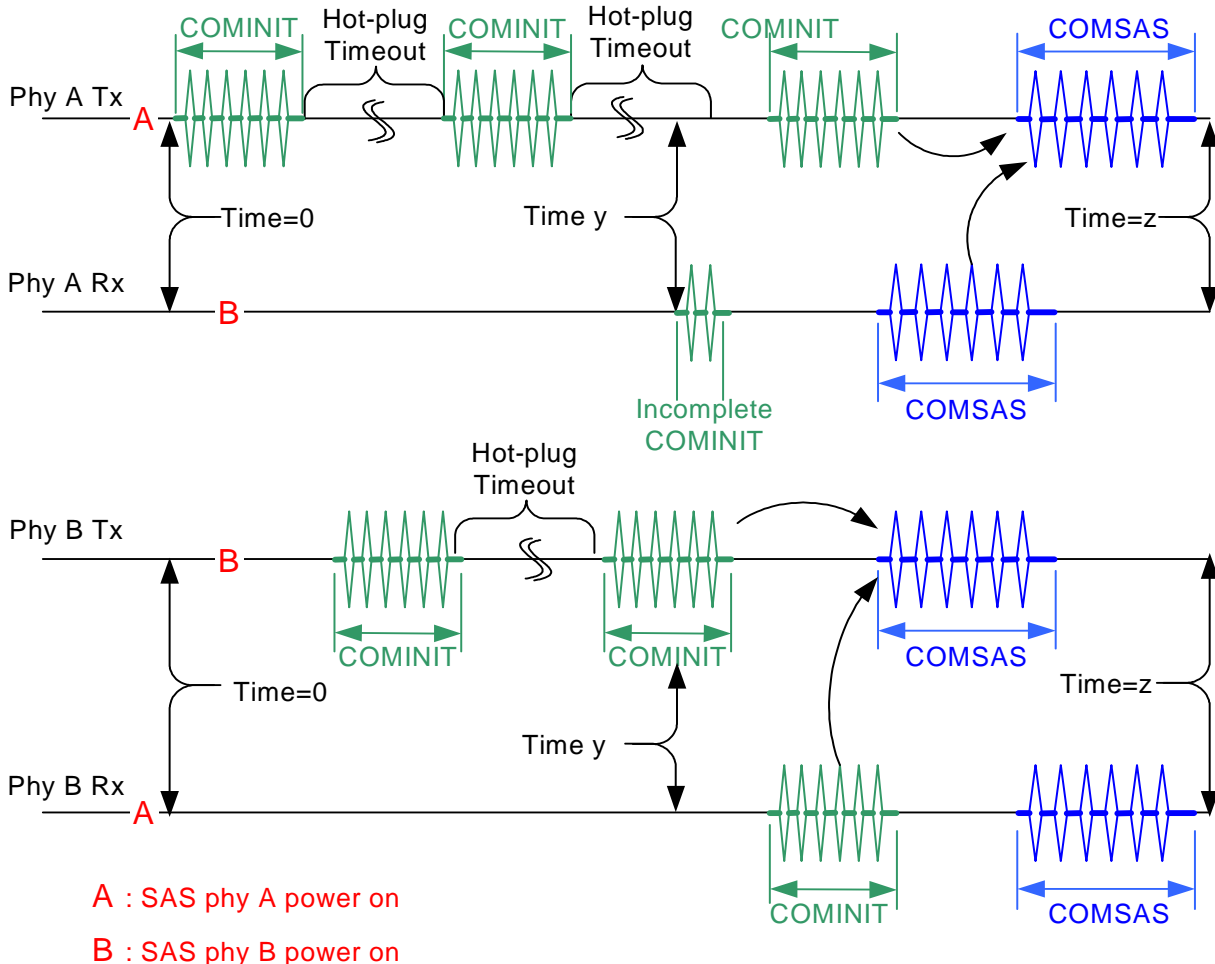 COMINIT
Hot-plug
Timeout
COMINIT
Hot-plug
Timeout
COMINIT
COMSAS
Phy A Tx
A
Time=0
Time y
Time=z
Phy A Rx
B
Incomplete
COMINIT
COMSAS
Hot-plug
Timeout
Phy B Tx
B
COMINIT
COMINIT
COMSAS
Time=0
Time y
Time=z
Phy B Rx
A
COMINIT
COMSAS
A : SAS phy A power on
B : SAS phy B power on